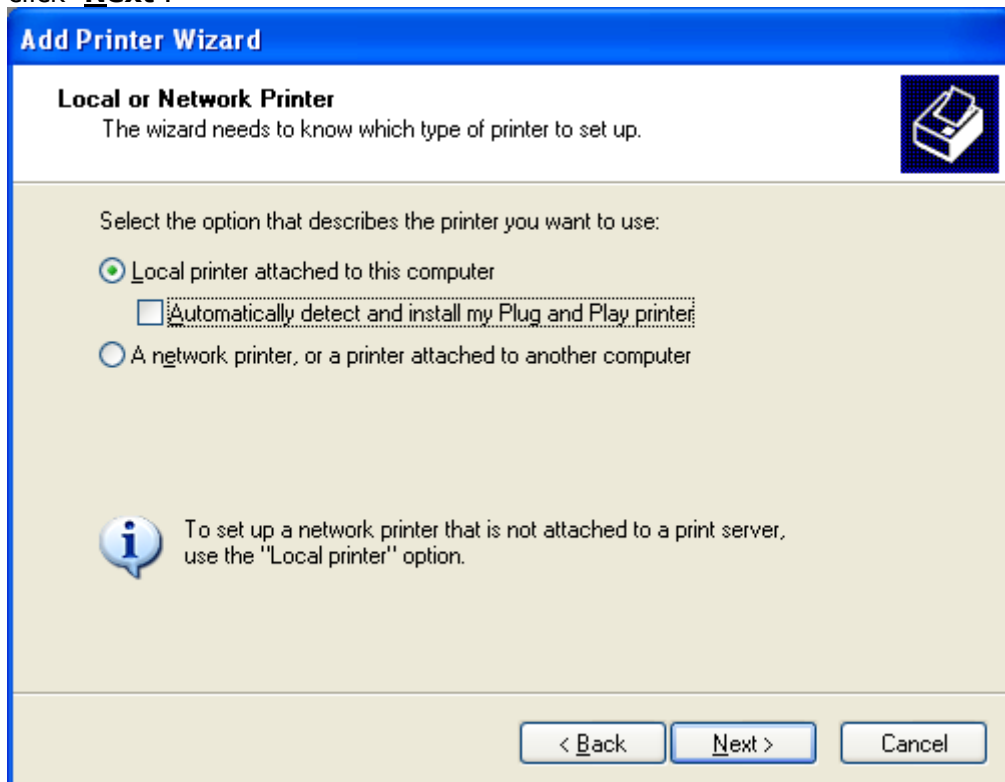 click "Next".
Add Printer Wizard
Local or Network Printer
The wizard needs to know which type of printer to set up.
Select the option that describes the printer you want to use:
Local printer attached to this computer
Automatically detect and install my Plug and Play printer
A network printer, or a printer attached to another computer
To set up a network printer that is not attached to a print server,
use the "Local printer" option.
< Back
Next >
Cancel